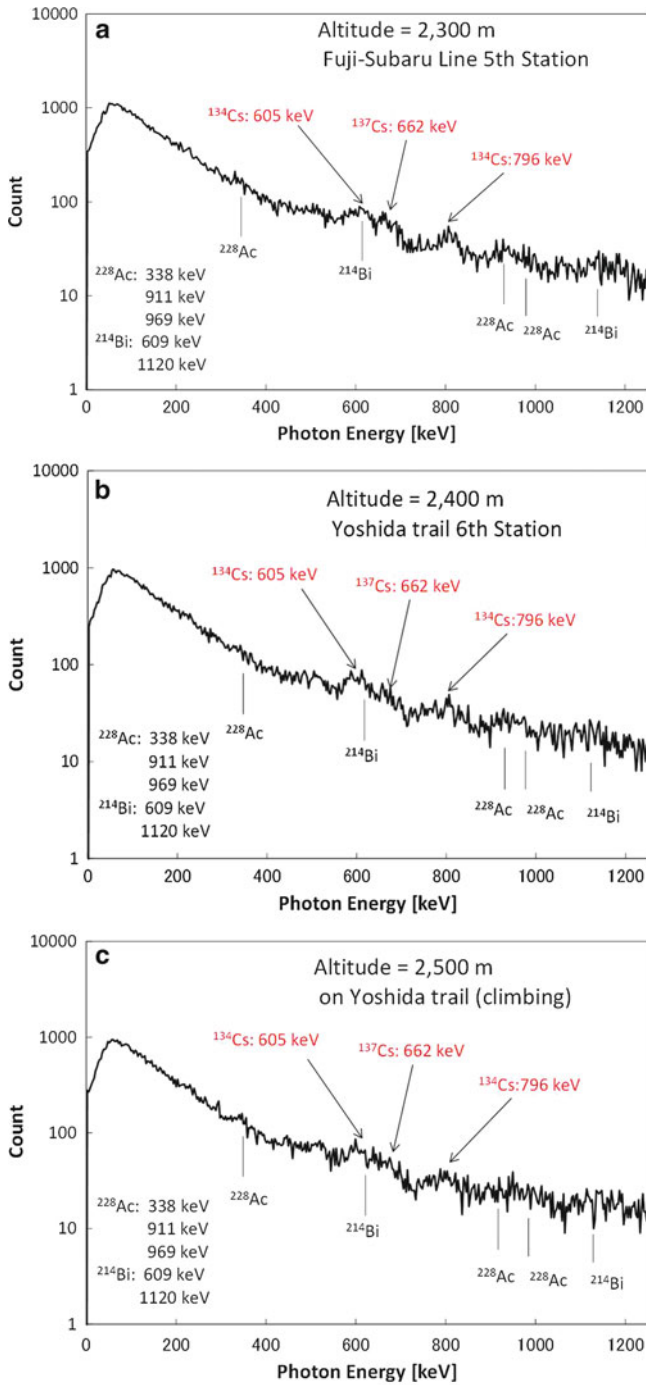 a
Altitude = 2,300 m
Fuji-Subaru Line 5th Station
¹³⁴Cs: 605 keV
¹³⁷Cs: 662 keV
¹³⁴Cs:796 keV
Count
10000
1000
100
10
1
²²⁸Ac
²¹⁴Bi
²²⁸Ac
²²⁸Ac
²¹⁴Bi
²²⁸Ac: 338 keV
911 keV
969 keV
²¹⁴Bi: 609 keV
1120 keV
0 200 400 600 800 1000 1200
Photon Energy [keV]
b
Altitude = 2,400 m
Yoshida trail 6th Station
¹³⁴Cs: 605 keV
¹³⁷Cs: 662 keV
¹³⁴Cs:796 keV
Count
10000
1000
100
10
1
²²⁸Ac
²¹⁴Bi
²²⁸Ac
²²⁸Ac
²¹⁴Bi
²²⁸Ac: 338 keV
911 keV
969 keV
²¹⁴Bi: 609 keV
1120 keV
0 200 400 600 800 1000 1200
Photon Energy [keV]
c
Altitude = 2,500 m
on Yoshida trail (climbing)
¹³⁴Cs: 605 keV
¹³⁷Cs: 662 keV
¹³⁴Cs:796 keV
Count
10000
1000
100
10
1
²²⁸Ac
²¹⁴Bi
²²⁸Ac
²²⁸Ac
²¹⁴Bi
²²⁸Ac: 338 keV
911 keV
969 keV
²¹⁴Bi: 609 keV
1120 keV
0 200 400 600 800 1000 1200
Photon Energy [keV]